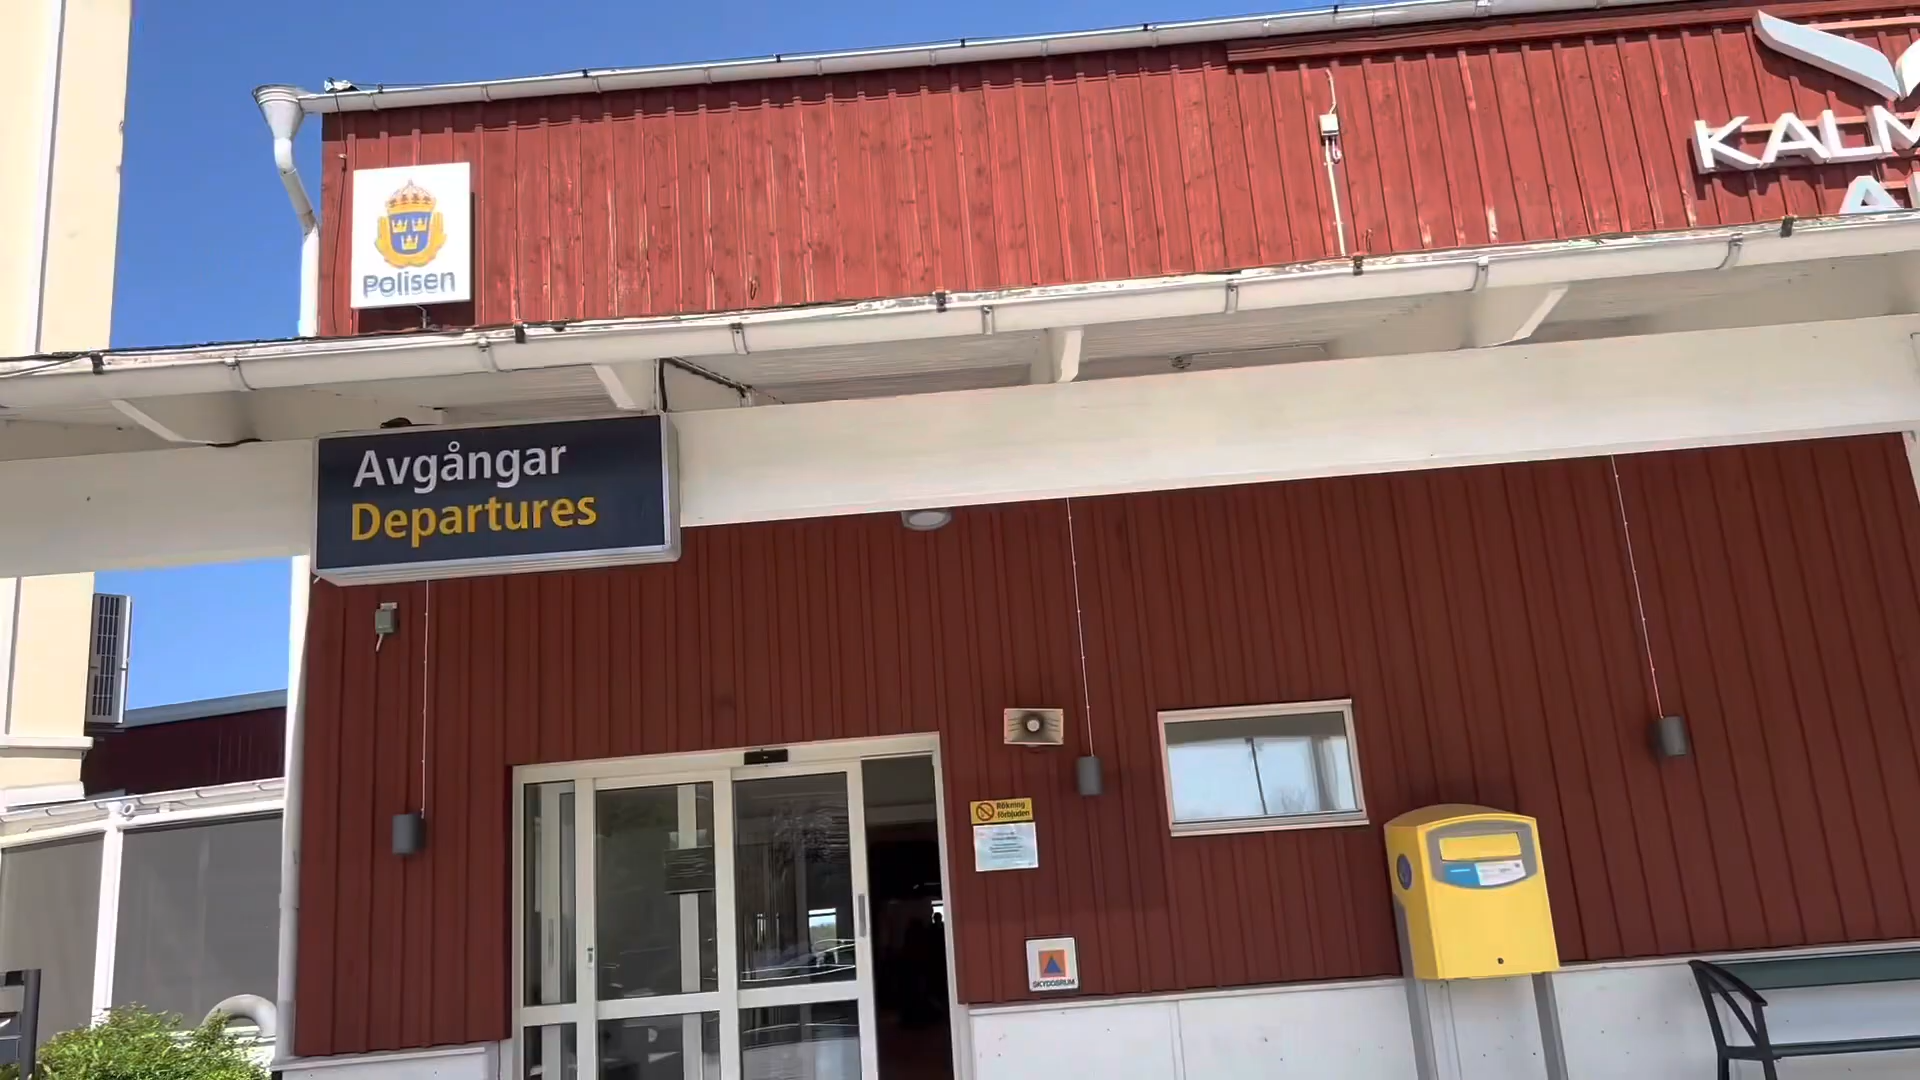 KALM
A
Polisen
Avgångar
Departures
Rökning
förbjuden
SKYDDSRUM